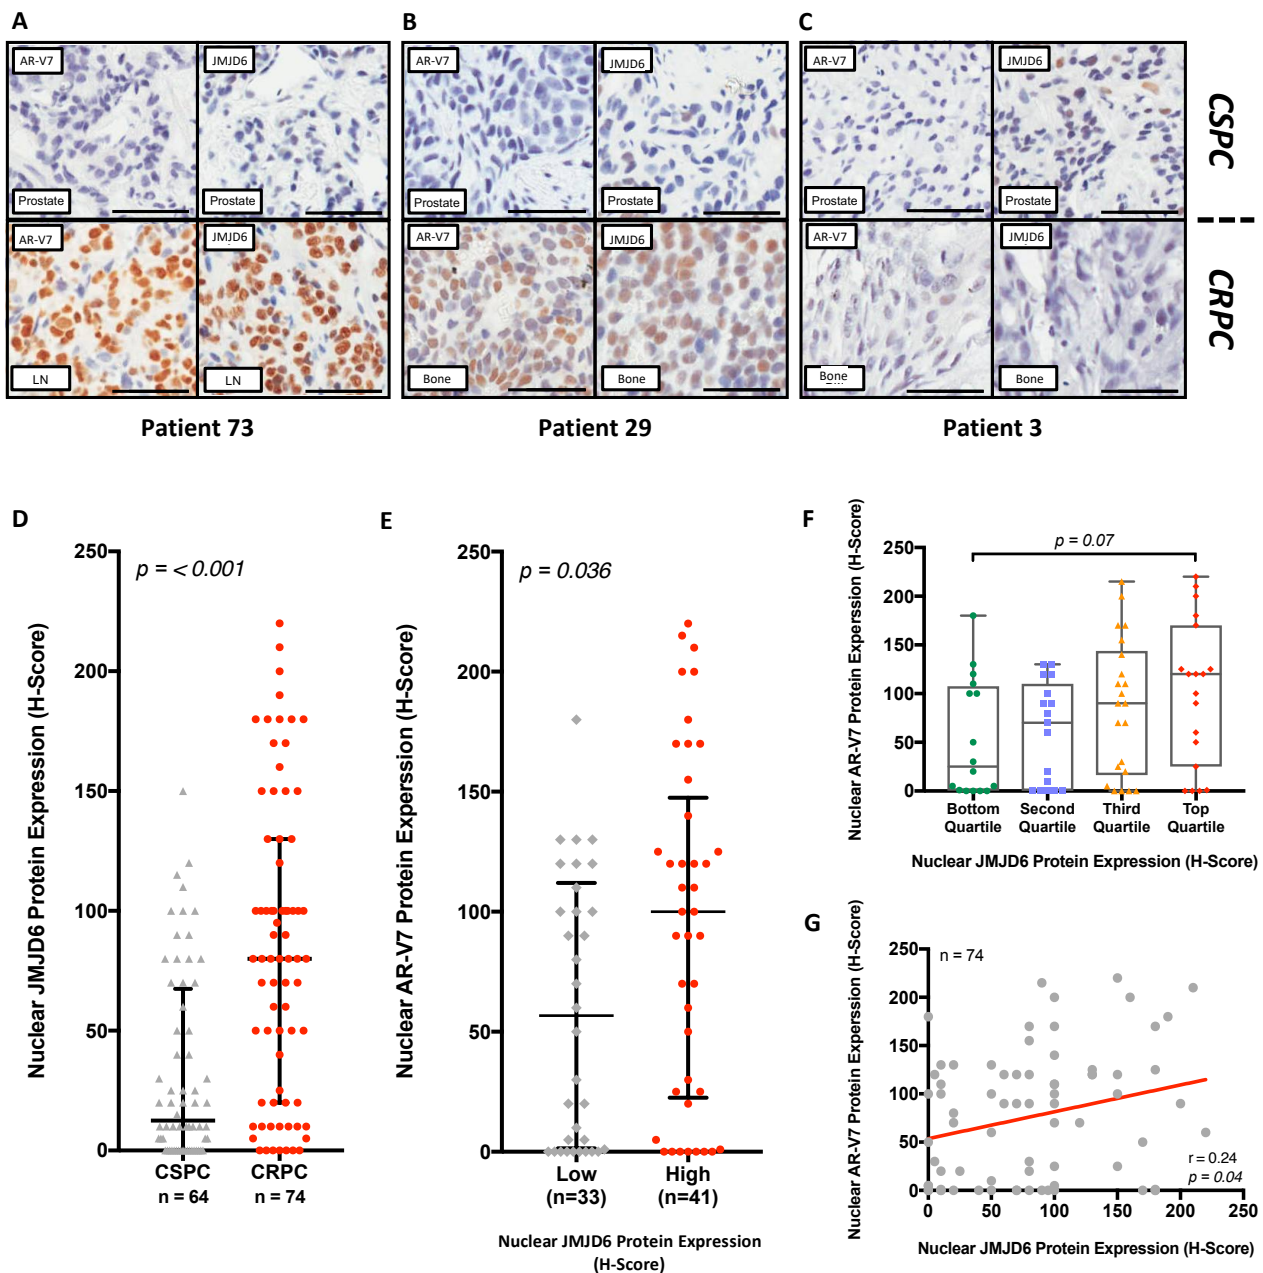 A
B
C
AR-V7
JMJD6
AR-V7
JMJD6
AR-V7
JMJD6
Prostate
Prostate
Prostate
Prostate
Prostate
Prostate
CSPC
AR-V7
JMJD6
AR-V7
JMJD6
AR-V7
JMJD6
LN
LN
Bone
Bone
Bone
Bone
CRPC
Patient 73
Patient 29
Patient 3
D
Nuclear JMJD6 Protein Expression (H-Score)
250
200
150
100
50
0
p = < 0.001
CSPC
n = 64
CRPC
n = 74
E
Nuclear AR-V7 Protein Experssion (H-Score)
250
200
150
100
50
0
p = 0.036
Low
(n=33)
High
(n=41)
Nuclear JMJD6 Protein Expression
(H-Score)
F
Nuclear AR-V7 Protein Experssion (H-Score)
250
200
150
100
50
0
p = 0.07
Bottom
Quartile
Second
Quartile
Third
Quartile
Top
Quartile
Nuclear JMJD6 Protein Expression (H-Score)
G
Nuclear AR-V7 Protein Experssion (H-Score)
250
200
150
100
50
0
n = 74
r = 0.24
p = 0.04
0
50
100
150
200
250
Nuclear JMJD6 Protein Expression (H-Score)